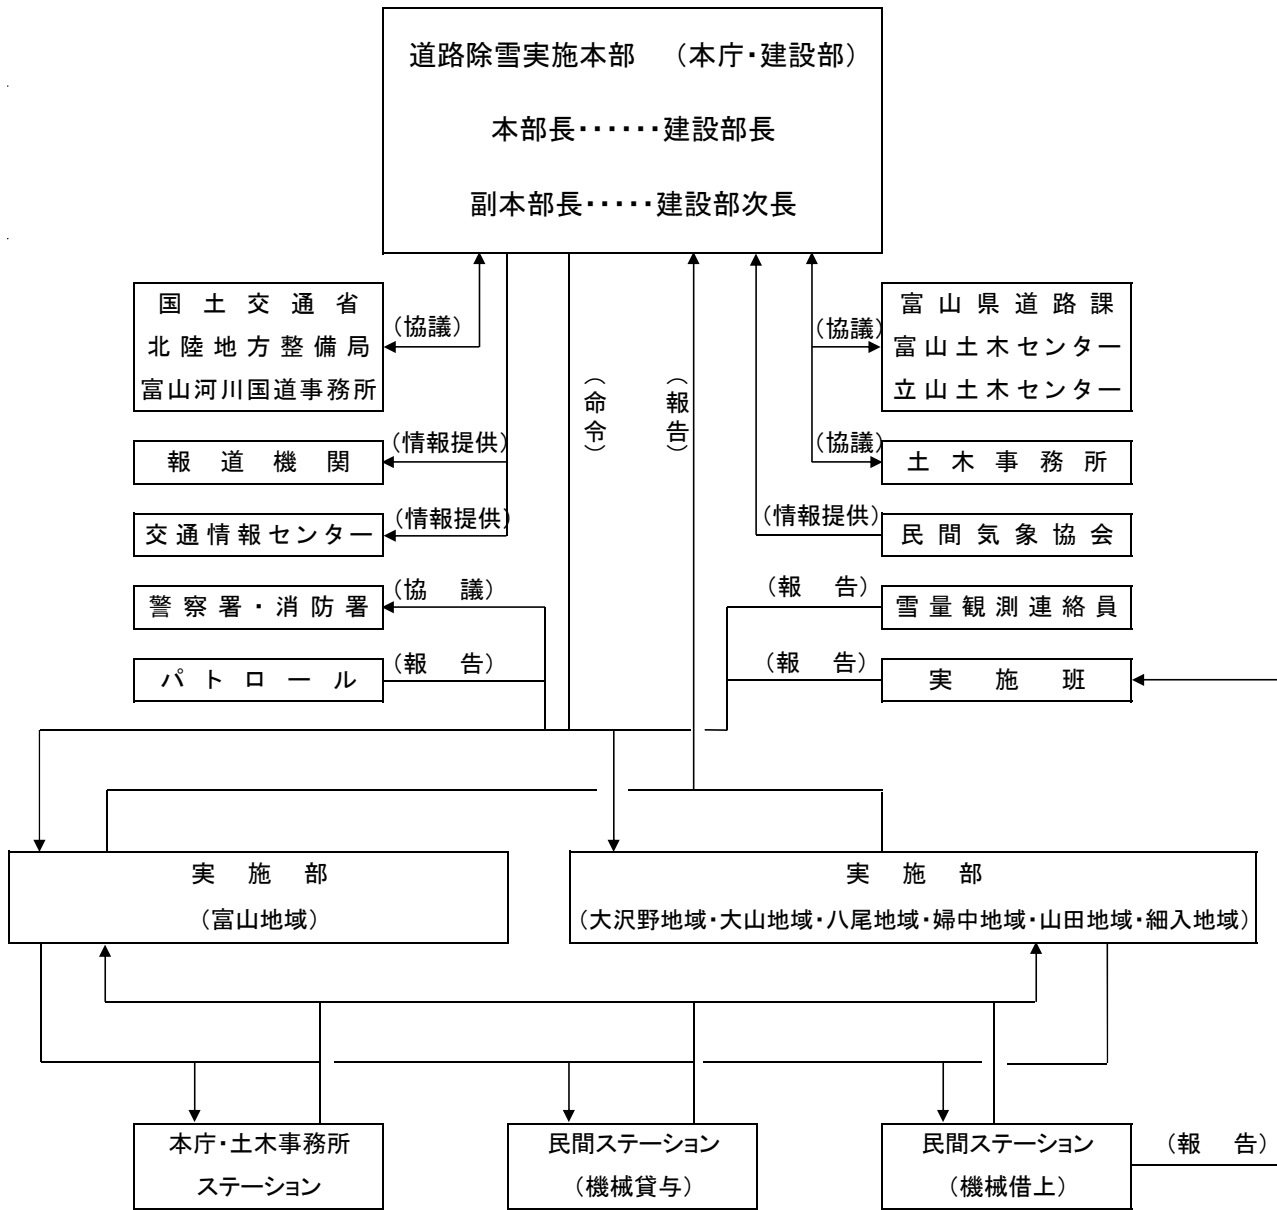 道路除雪実施本部　（本庁・建設部）
本部長・・・・・・建設部長
副本部長・・・・・建設部次長
国土交通省
北陸地方整備局
富山河川国道事務所
（協議）
（協議）
富山県道路課
富山土木センター
立山土木センター
（命令）
（報告）
報道機関
（情報提供）
（協議）
土木事務所
交通情報センター
（情報提供）
（情報提供）
民間気象協会
警察署・消防署
（協　議）
（報　告）
雪量観測連絡員
パトロール
（報　告）
（報　告）
実施班
実施部
（富山地域）
実施部
（大沢野地域・大山地域・八尾地域・婦中地域・山田地域・細入地域）
本庁・土木事務所
ステーション
民間ステーション
（機械貸与）
民間ステーション
（機械借上）
（報　告）